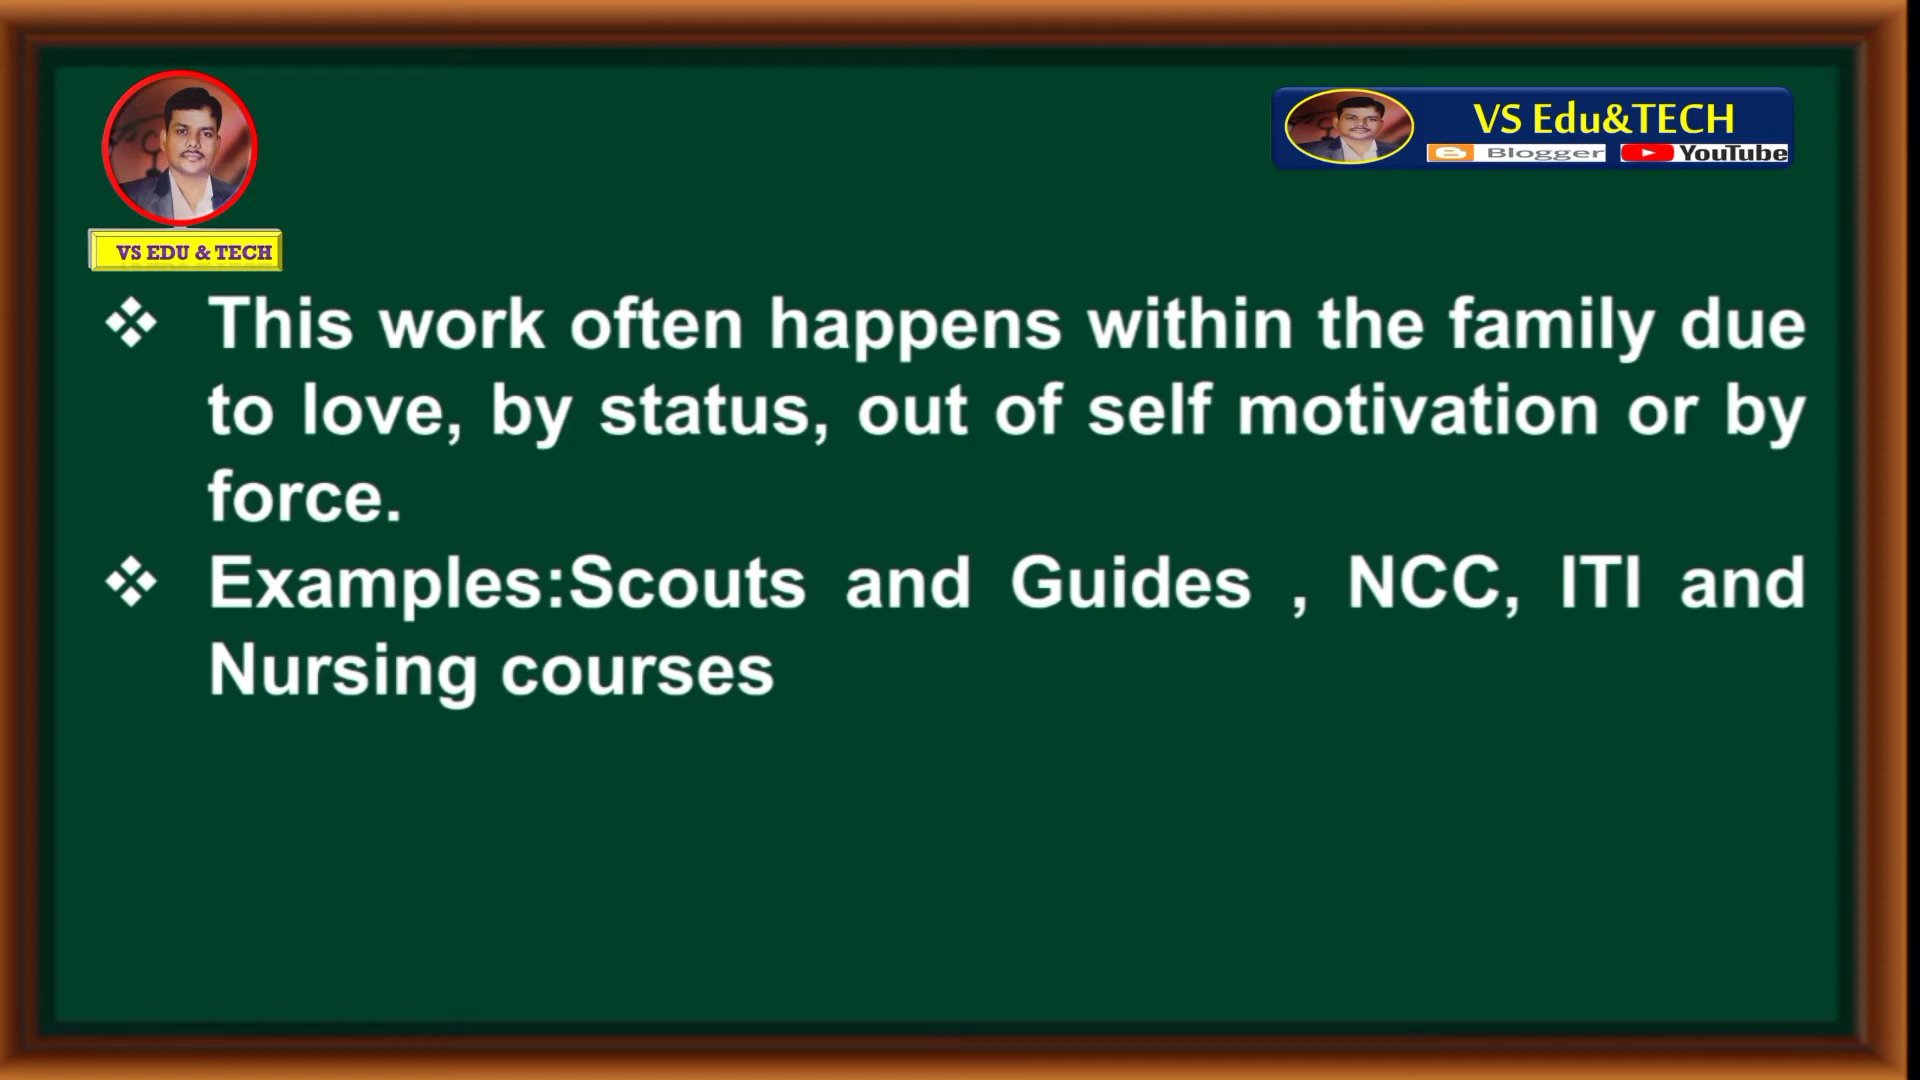 VS Edu&TECH
Blogger YouTube
VS EDU & TECH
This work often happens within the family due
to love, by status, out of self motivation or by
force.
Examples:Scouts and Guides , NCC, ITI and
Nursing courses